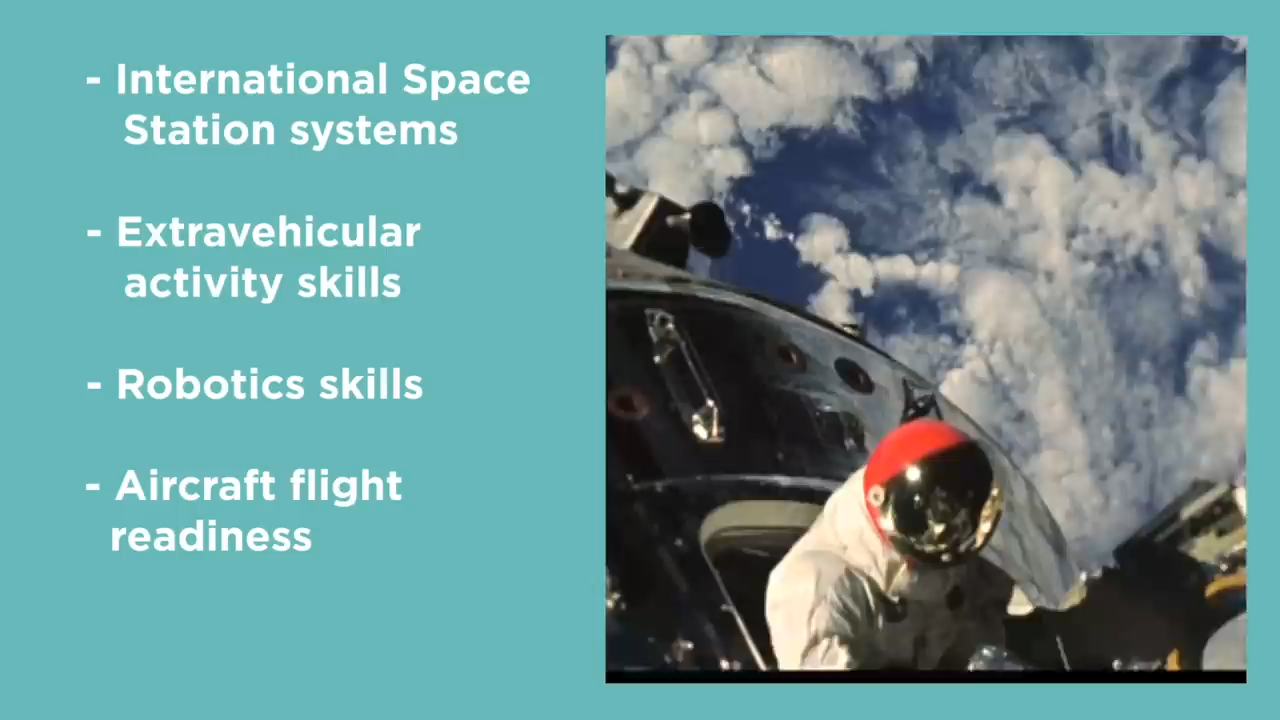 - International Space
Station systems
- Extravehicular
activity skills
- Robotics skills
- Aircraft flight
readiness